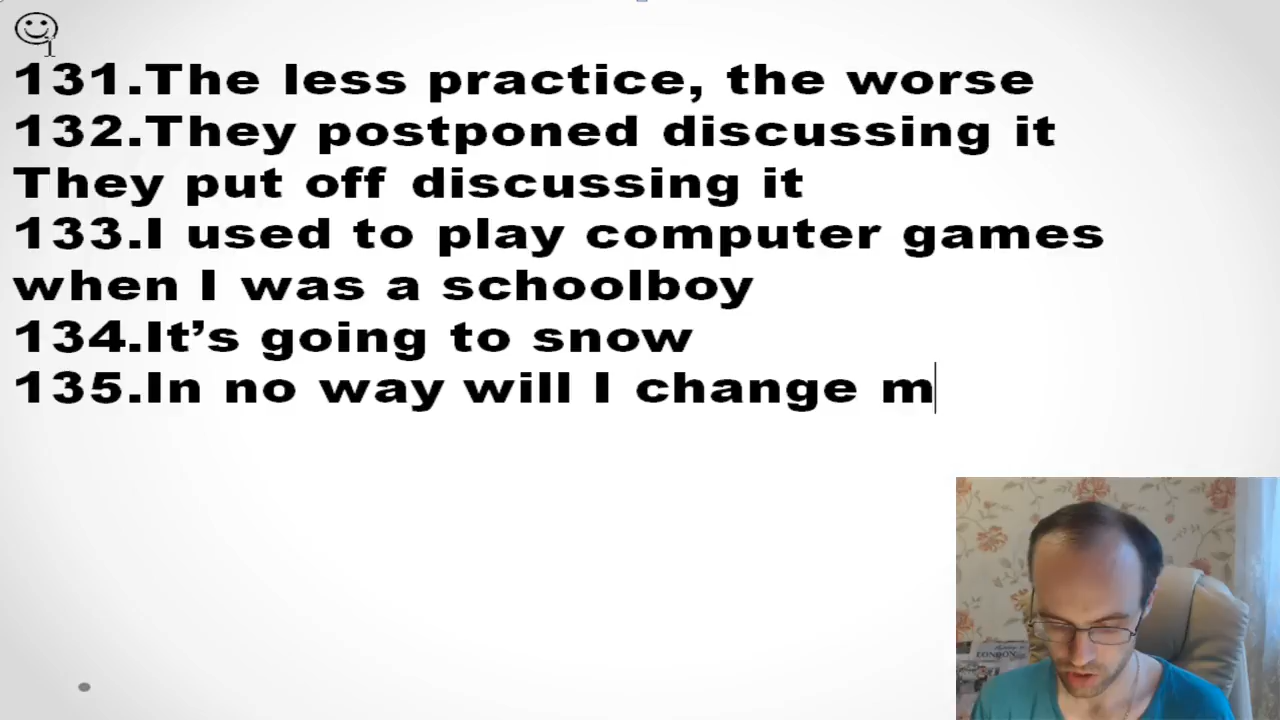 131.The less practice, the worse
132.They postponed discussing it
They put off discussing it
133.I used to play computer games
when I was a schoolboy
134.It’s going to snow
135.In no way will I change m
LONDON